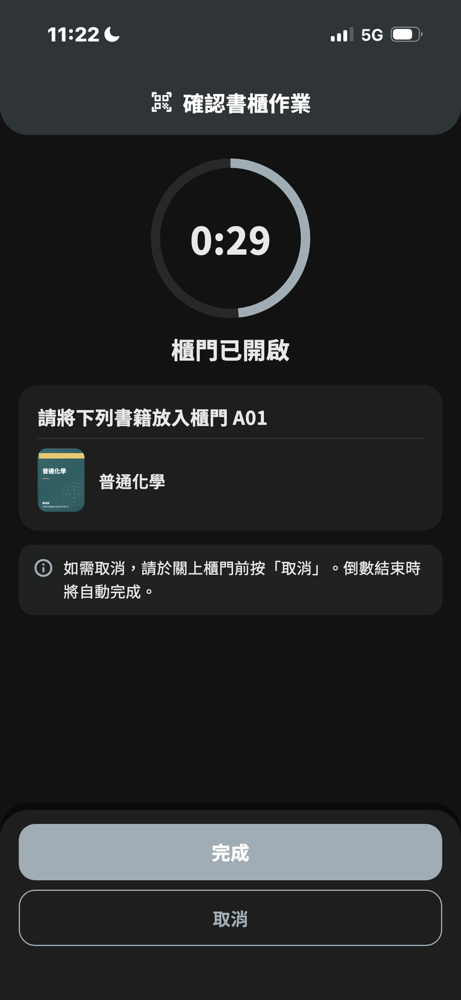 11:22
5G
確認書櫃作業
0:29
櫃門已開啟
請將下列書籍放入櫃門 A01
普通化學
普通化學
如需取消，請於關上櫃門前按「取消」。倒數結束時
將自動完成。
完成
取消